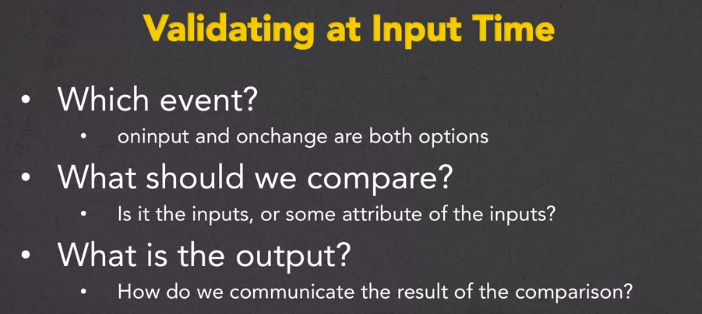 Validating at Input Time
• Which event?
• oninput and onchange are both options
• What should we compare?
• Is it the inputs, or some attribute of the inputs?
• What is the output?
• How do we communicate the result of the comparison?